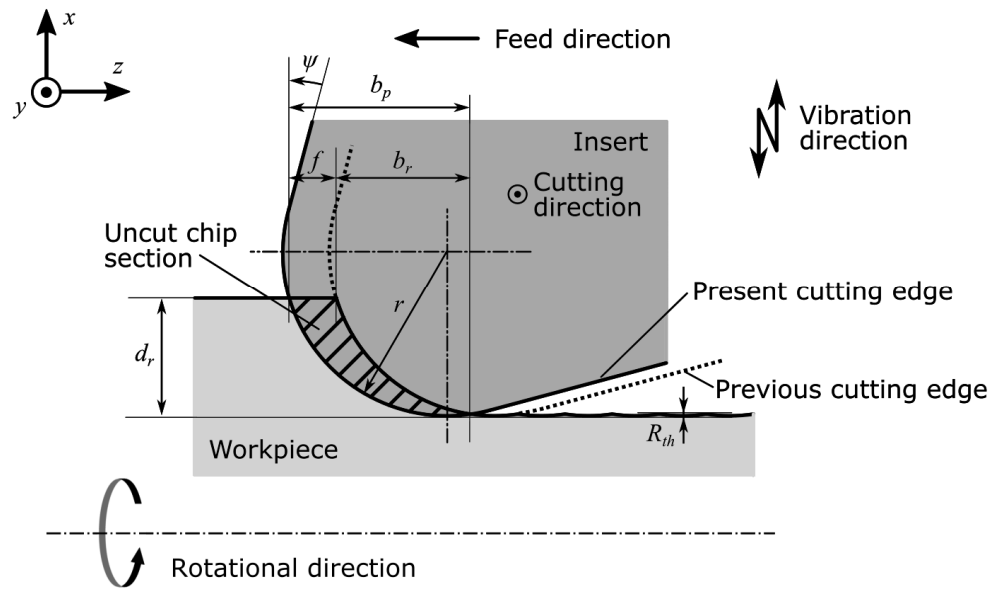 x
z
y
Feed direction
ψ
b_p
Vibration
direction
Insert
f
b_r
Cutting
direction
Uncut chip
section
r
Present cutting edge
d_r
Previous cutting edge
R_th
Workpiece
Rotational direction